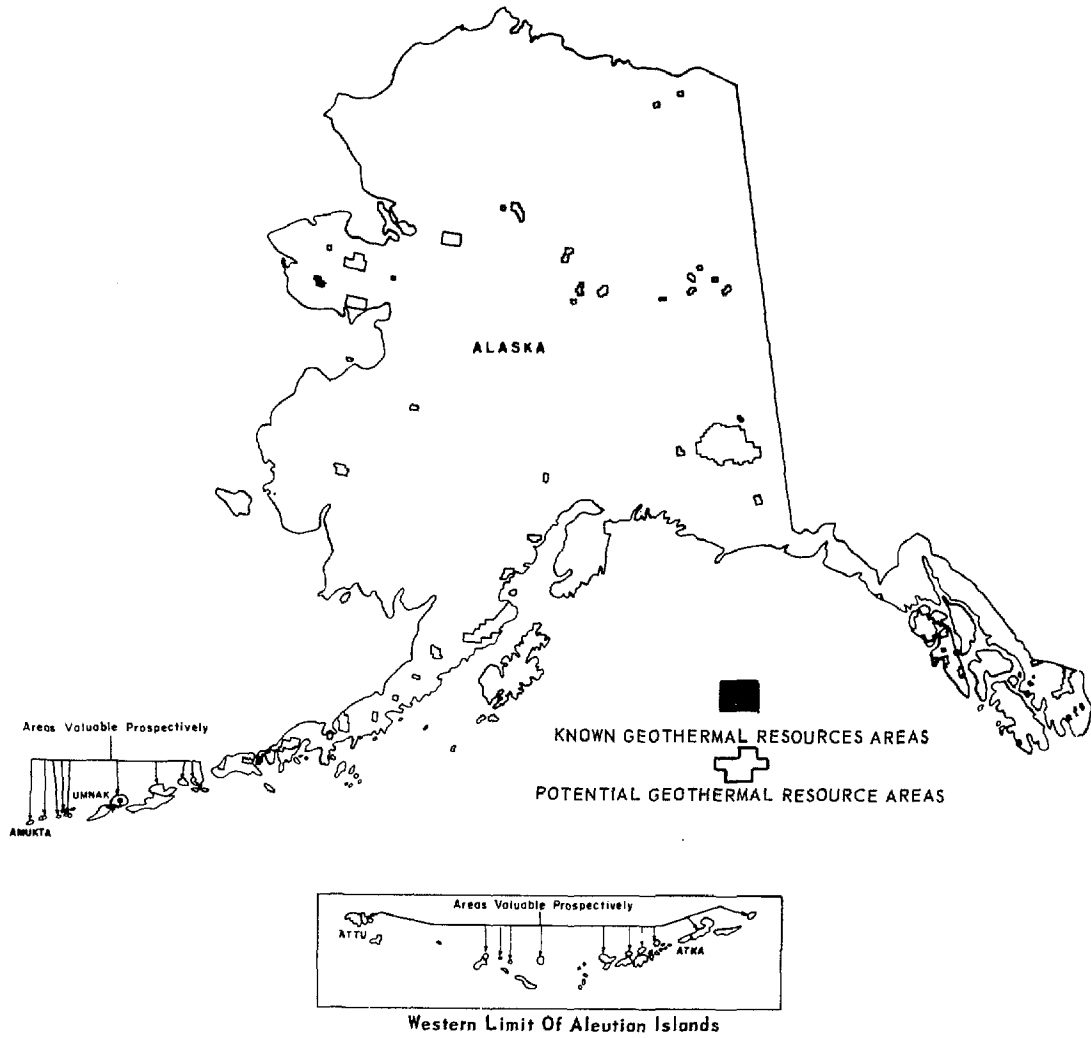 ALASKA
Areas Valuable Prospectively
UMNAK
AMUKTA
KNOWN GEOTHERMAL RESOURCES AREAS
POTENTIAL GEOTHERMAL RESOURCE AREAS
Areas Valuable Prospectively
ATTU
ATKA
Western Limit Of Aleutian Islands